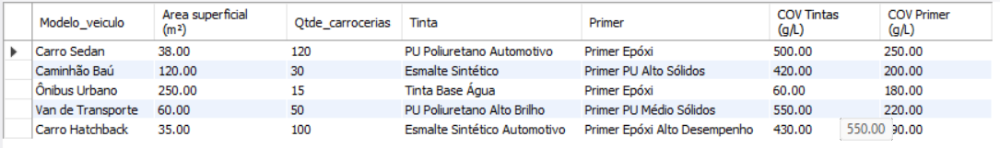 Modelo_veiculo Area superficial (m²) Qtde_carrocerias Tinta Primer COV Tintas (g/L) COV Primer (g/L)
Carro Sedan 38.00 120 PU Poliuretano Automotivo Primer Epóxi 500.00 250.00
Caminhão Baú 120.00 30 Esmalte Sintético Primer PU Alto Sólidos 420.00 200.00
Ônibus Urbano 250.00 15 Tinta Base Água Primer Epóxi 60.00 180.00
Van de Transporte 60.00 50 PU Poliuretano Alto Brilho Primer PU Médio Sólidos 550.00 220.00
Carro Hatchback 35.00 100 Esmalte Sintético Automotivo Primer Epóxi Alto Desempenho 430.00 550.00